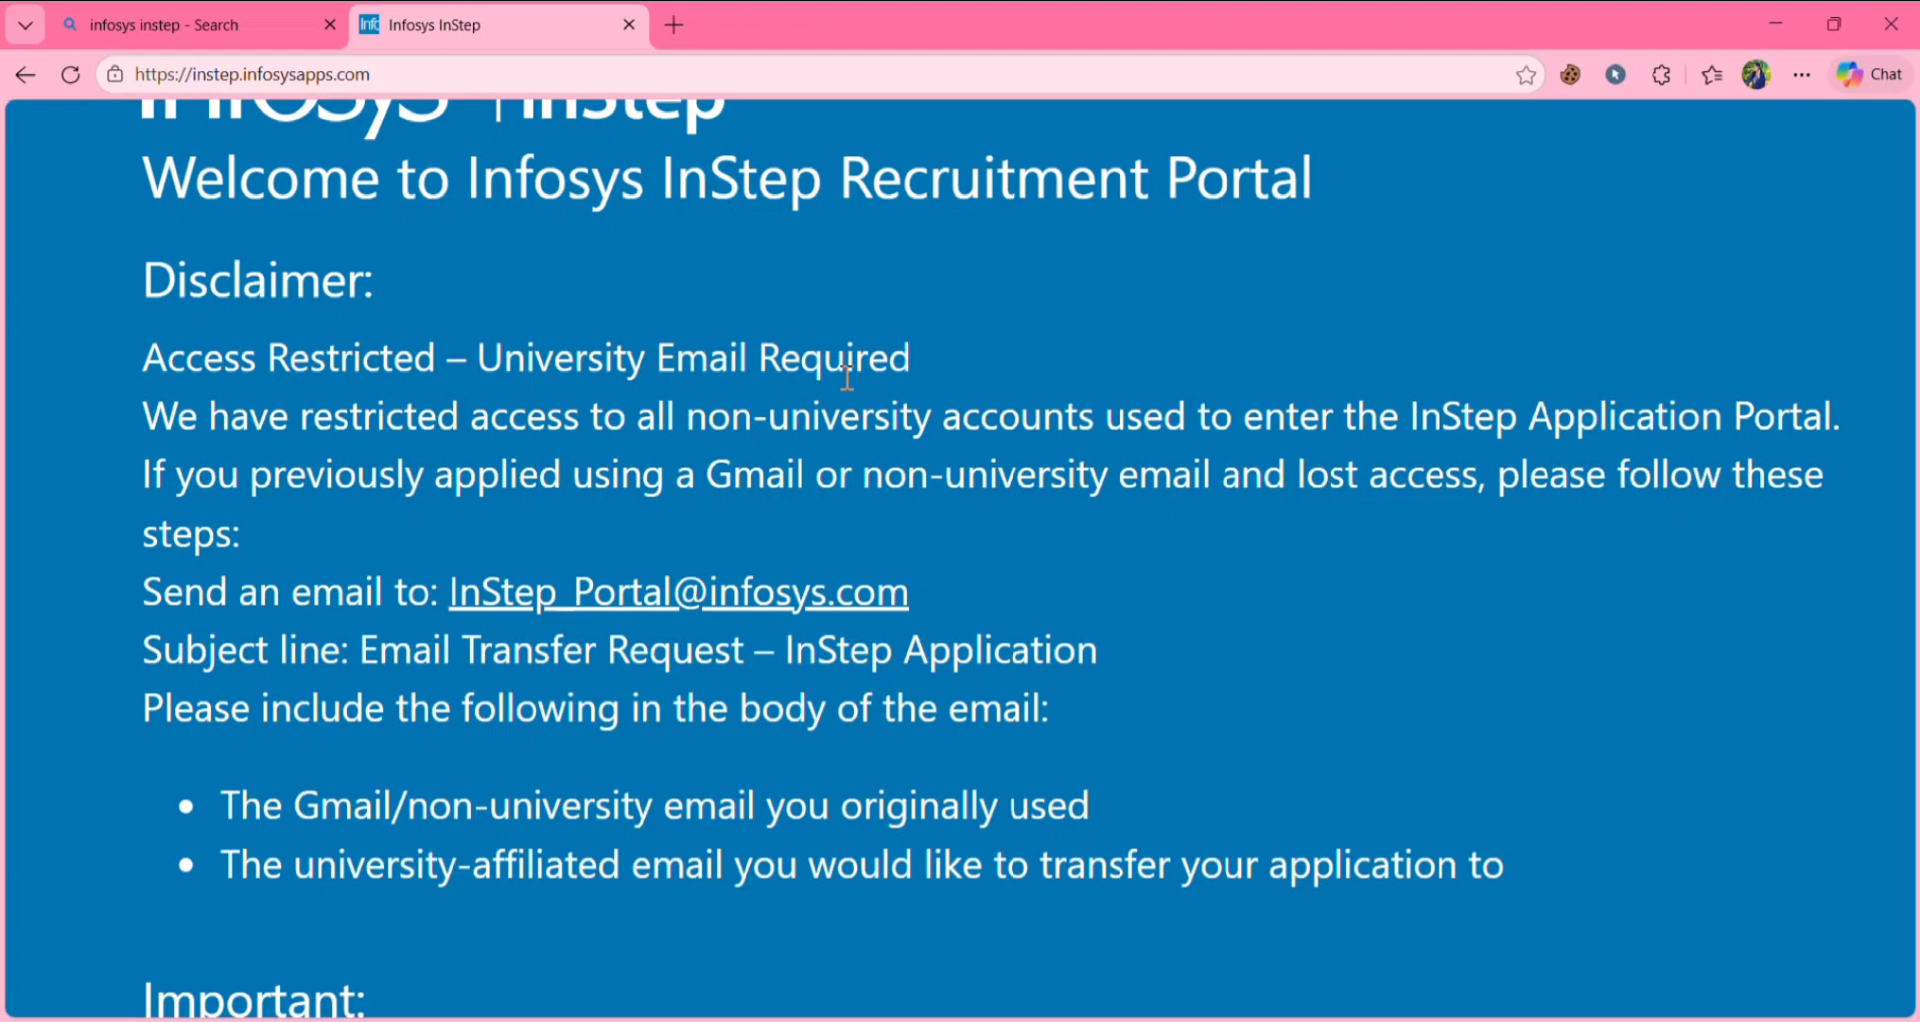 infosys instep - Search
Infosys InStep
https://instep.infosysapps.com
Chat
Infosys | InStep
Welcome to Infosys InStep Recruitment Portal
Disclaimer:
Access Restricted – University Email Required
We have restricted access to all non-university accounts used to enter the InStep Application Portal.
If you previously applied using a Gmail or non-university email and lost access, please follow these
steps:
Send an email to: InStep_Portal@infosys.com
Subject line: Email Transfer Request – InStep Application
Please include the following in the body of the email:
• The Gmail/non-university email you originally used
• The university-affiliated email you would like to transfer your application to
Important: